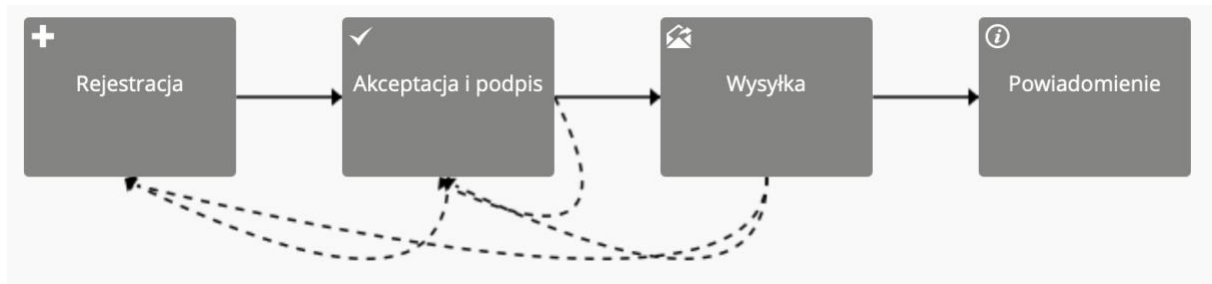 Rejestracja
Akceptacja i podpis
Wysyłka
Powiadomienie